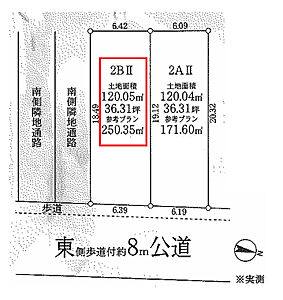 6.42
6.09
2BⅡ
土地面積
120.05㎡
36.31坪
参考プラン
250.35㎡
2AⅡ
土地面積
120.04㎡
36.31坪
参考プラン
171.60㎡
南側隣地通路
南側隣地通路
18.49
19.12
20.32
歩道
6.39
6.19
東側歩道付約8m公道
N
※実測